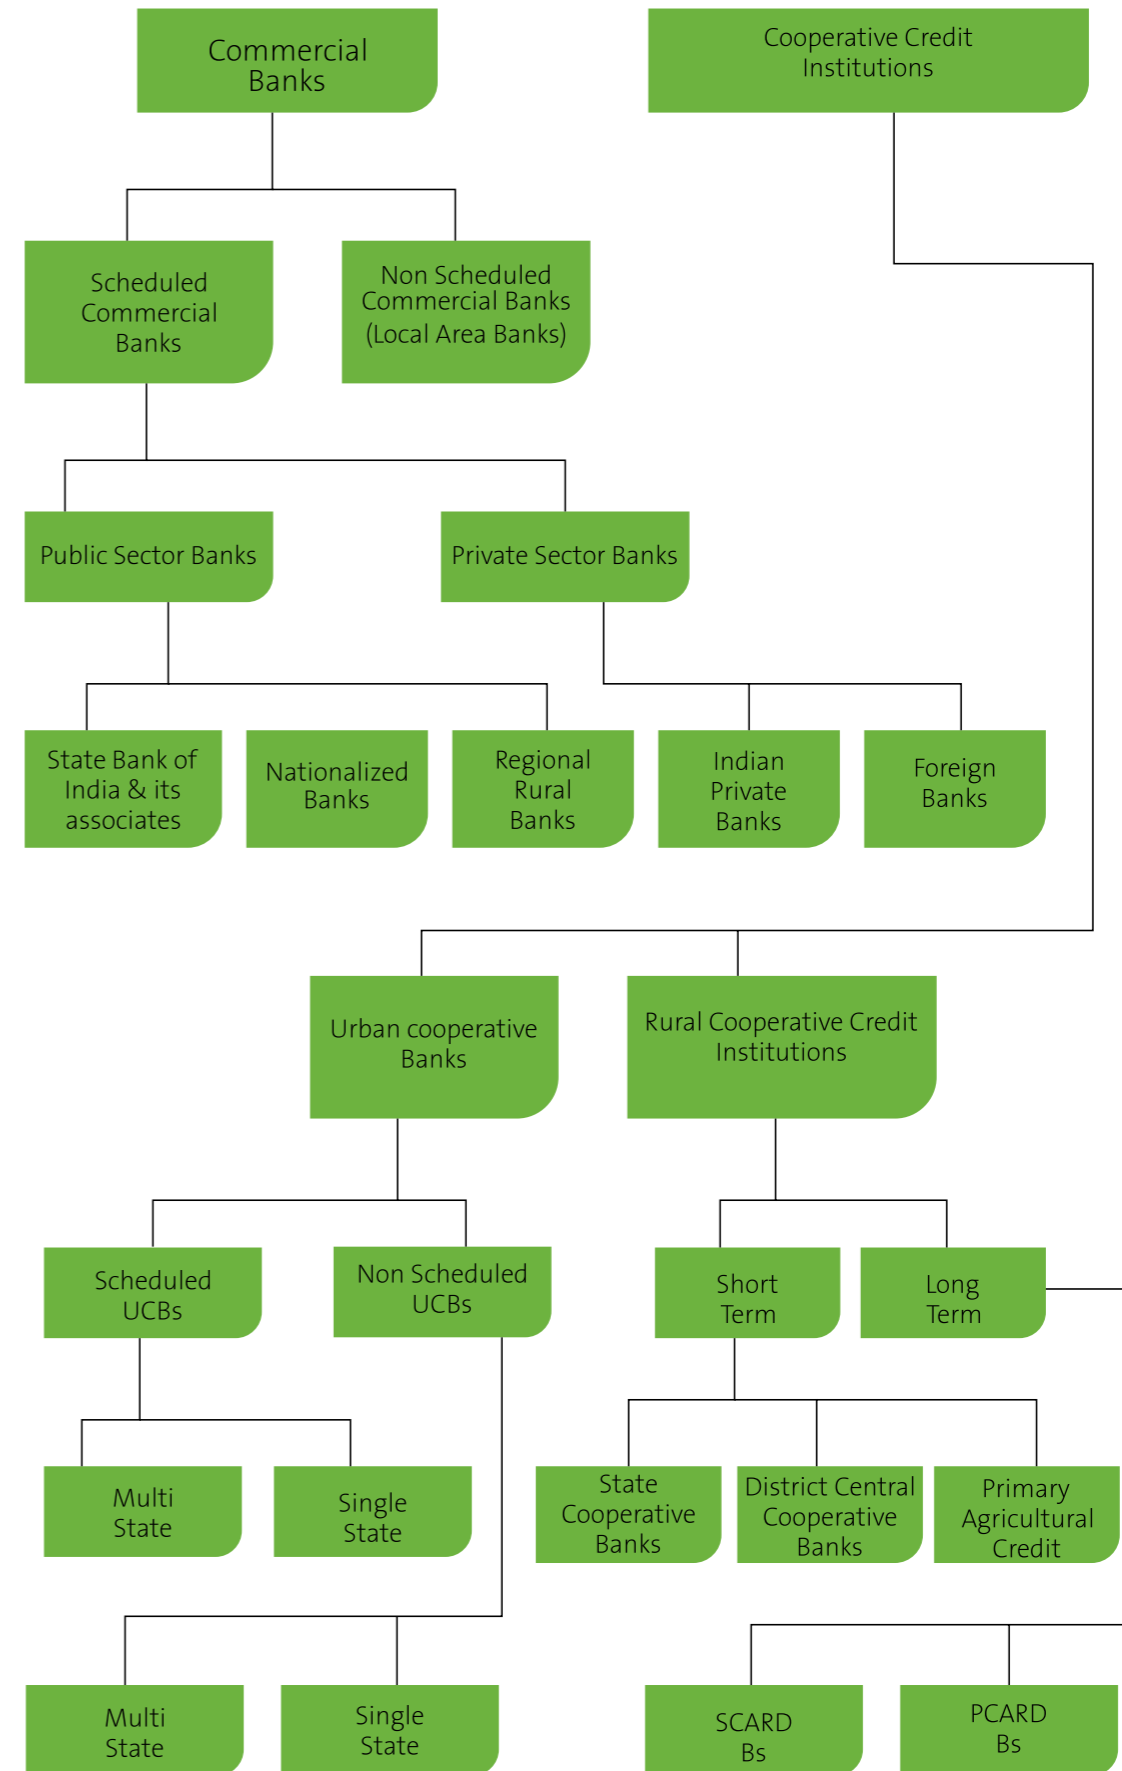 Commercial
Banks
Cooperative Credit
Institutions
Scheduled
Commercial
Banks
Non Scheduled
Commercial Banks
(Local Area Banks)
Public Sector Banks
Private Sector Banks
State Bank of
India & its
associates
Nationalized
Banks
Regional
Rural
Banks
Indian
Private
Banks
Foreign
Banks
Urban cooperative
Banks
Rural Cooperative Credit
Institutions
Scheduled
UCBs
Non Scheduled
UCBs
Short
Term
Long
Term
Multi
State
Single
State
State
Cooperative
Banks
District Central
Cooperative
Banks
Primary
Agricultural
Credit
Multi
State
Single
State
SCARD
Bs
PCARD
Bs